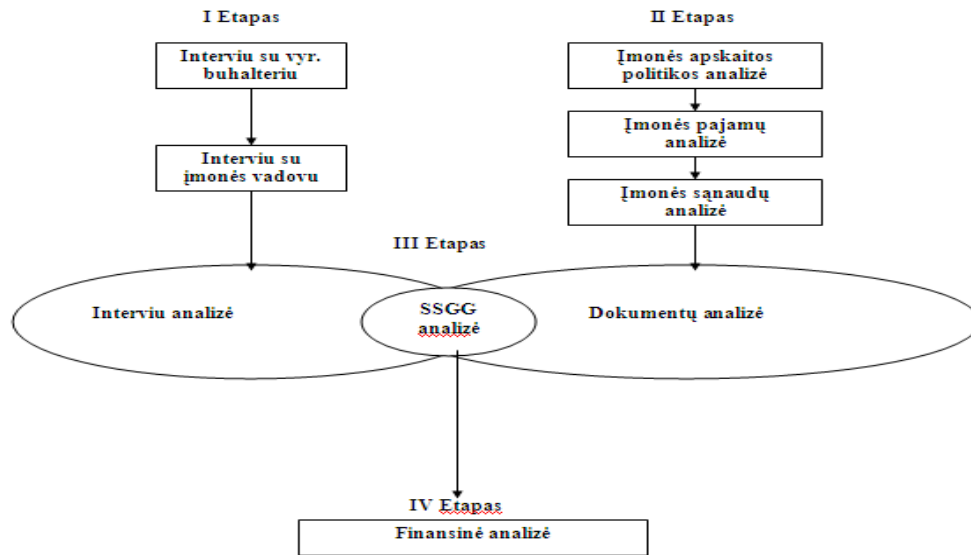 I Etapas
Interviu su vyr.
buhalteriu
Interviu su
įmonės vadovu
II Etapas
Įmonės apskaitos
politikos analizė
Įmonės pajamų
analizė
Įmonės sąnaudų
analizė
III Etapas
Interviu analizė
SSGG
analizė
Dokumentų analizė
IV Etapas
Finansinė analizė